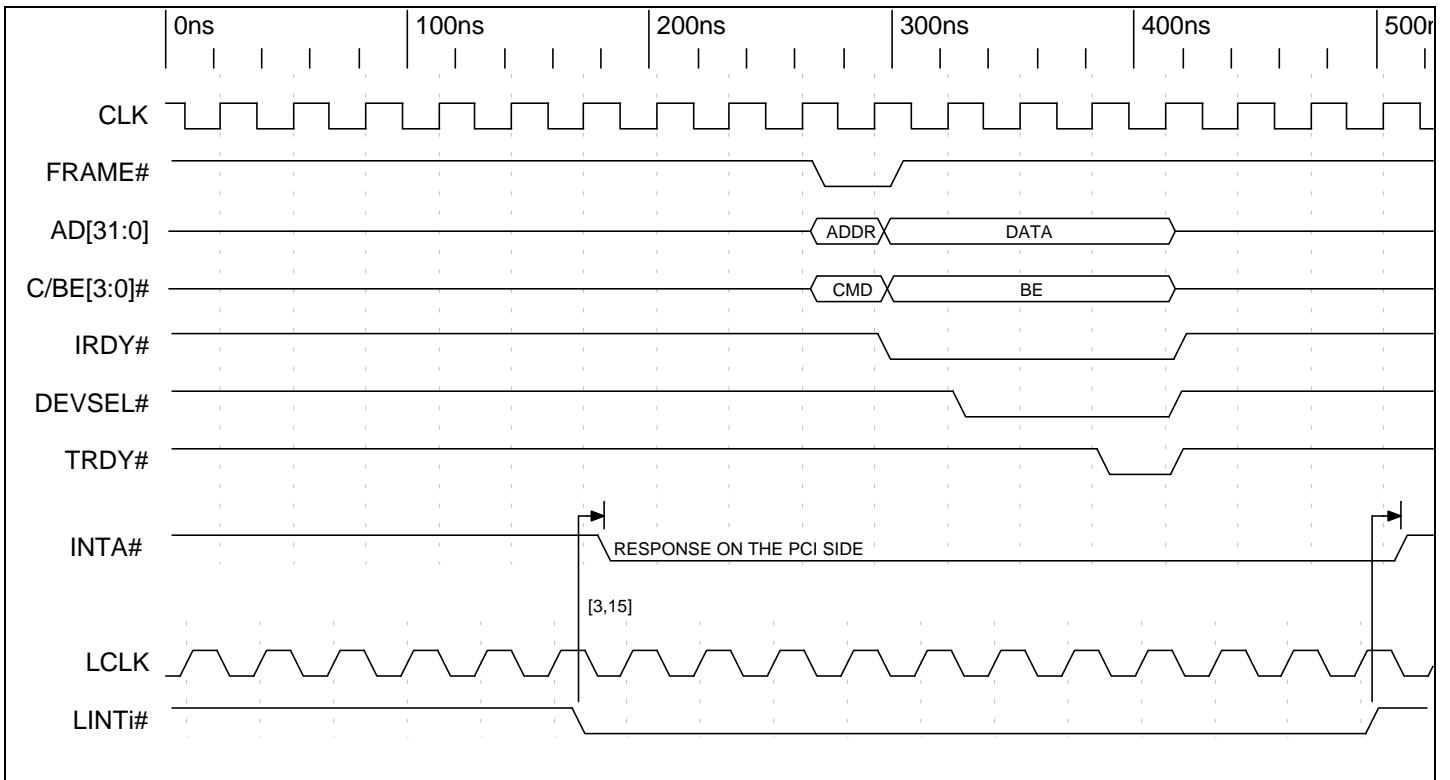 0ns 100ns 200ns 300ns 400ns 500n
CLK
FRAME#
AD[31:0] ADDR DATA
C/BE[3:0]# CMD BE
IRDY#
DEVSEL#
TRDY#
INTA# RESPONSE ON THE PCI SIDE
[3,15]
LCLK
LINTi#